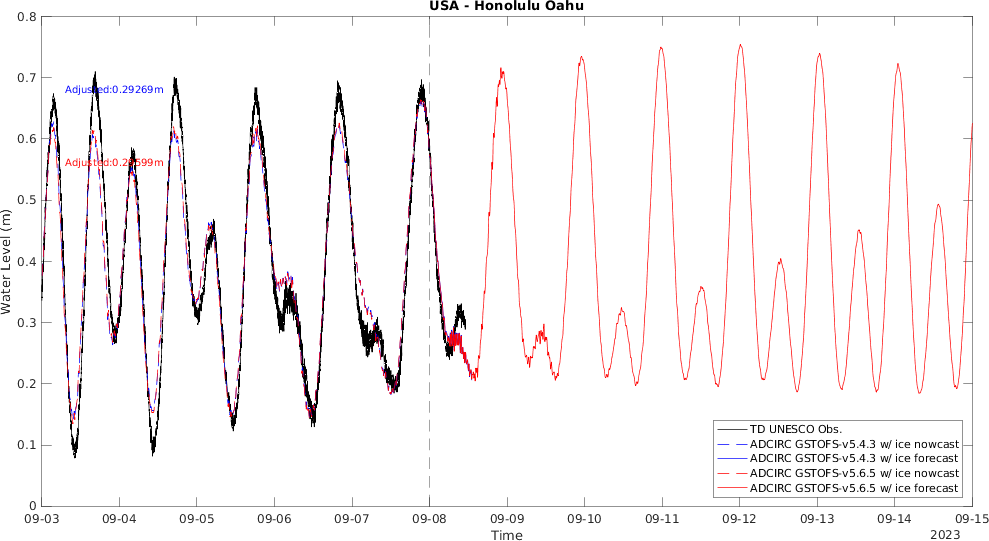 USA - Honolulu Oahu
0.8
0.7
0.6
0.5
0.4
0.3
0.2
0.1
0
Water Level (m)
Adjusted:0.29269m
TD UNESCO Obs.
ADCIRC GSTOFS-v5.4.3 w/ ice nowcast
ADCIRC GSTOFS-v5.4.3 w/ ice forecast
ADCIRC GSTOFS-v5.6.5 w/ ice nowcast
ADCIRC GSTOFS-v5.6.5 w/ ice forecast
09-03 09-04 09-05 09-06 09-07 09-08 09-09 09-10 09-11 09-12 09-13 09-14 09-15
Time
2023